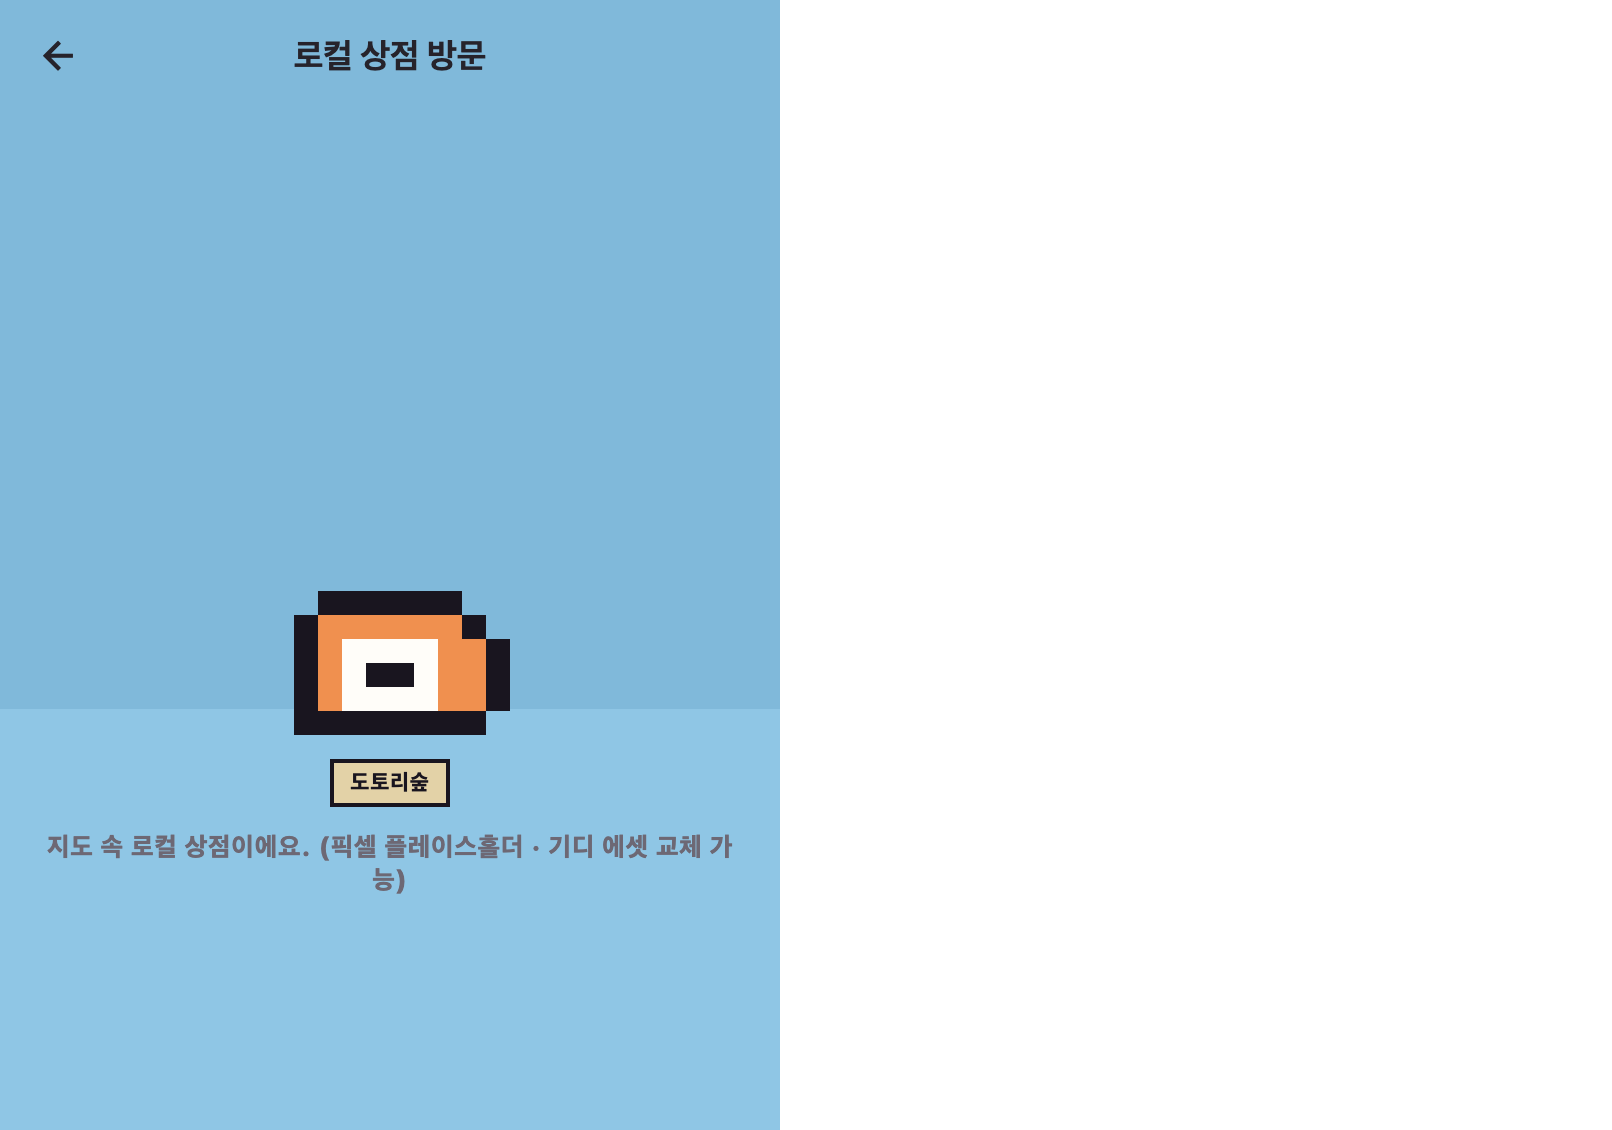 로컬 상점 방문
도토리숲
지도 속 로컬 상점이에요. (픽셀 플레이스홀더 · 기디 에셋 교체 가
능)